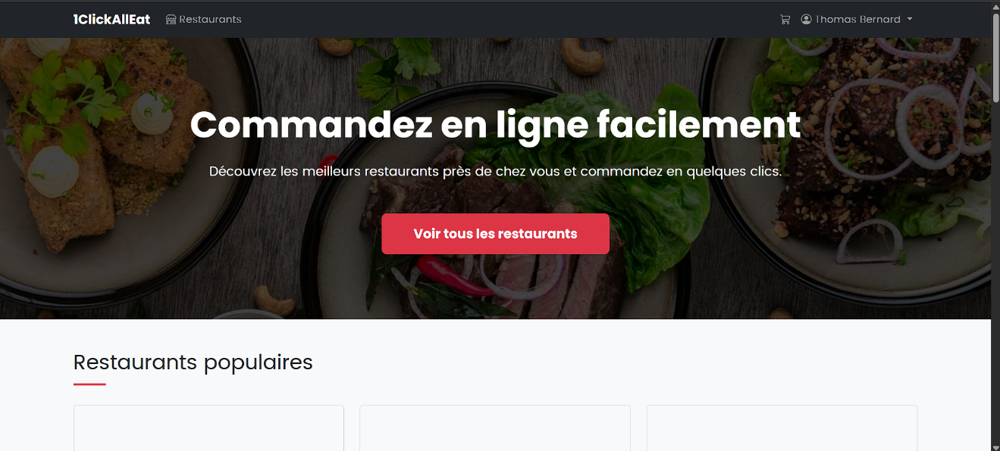 1ClickAllEat Restaurants Thomas Bernard
Commandez en ligne facilement
Découvrez les meilleurs restaurants près de chez vous et commandez en quelques clics.
Voir tous les restaurants
Restaurants populaires